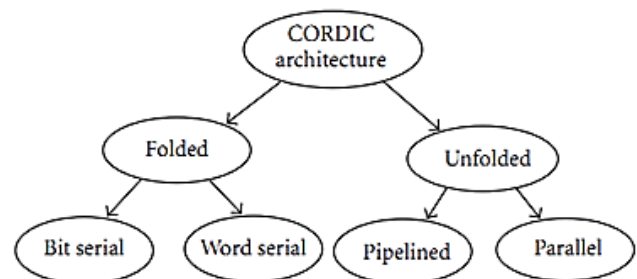 CORDIC
architecture
Folded
Unfolded
Bit serial
Word serial
Pipelined
Parallel